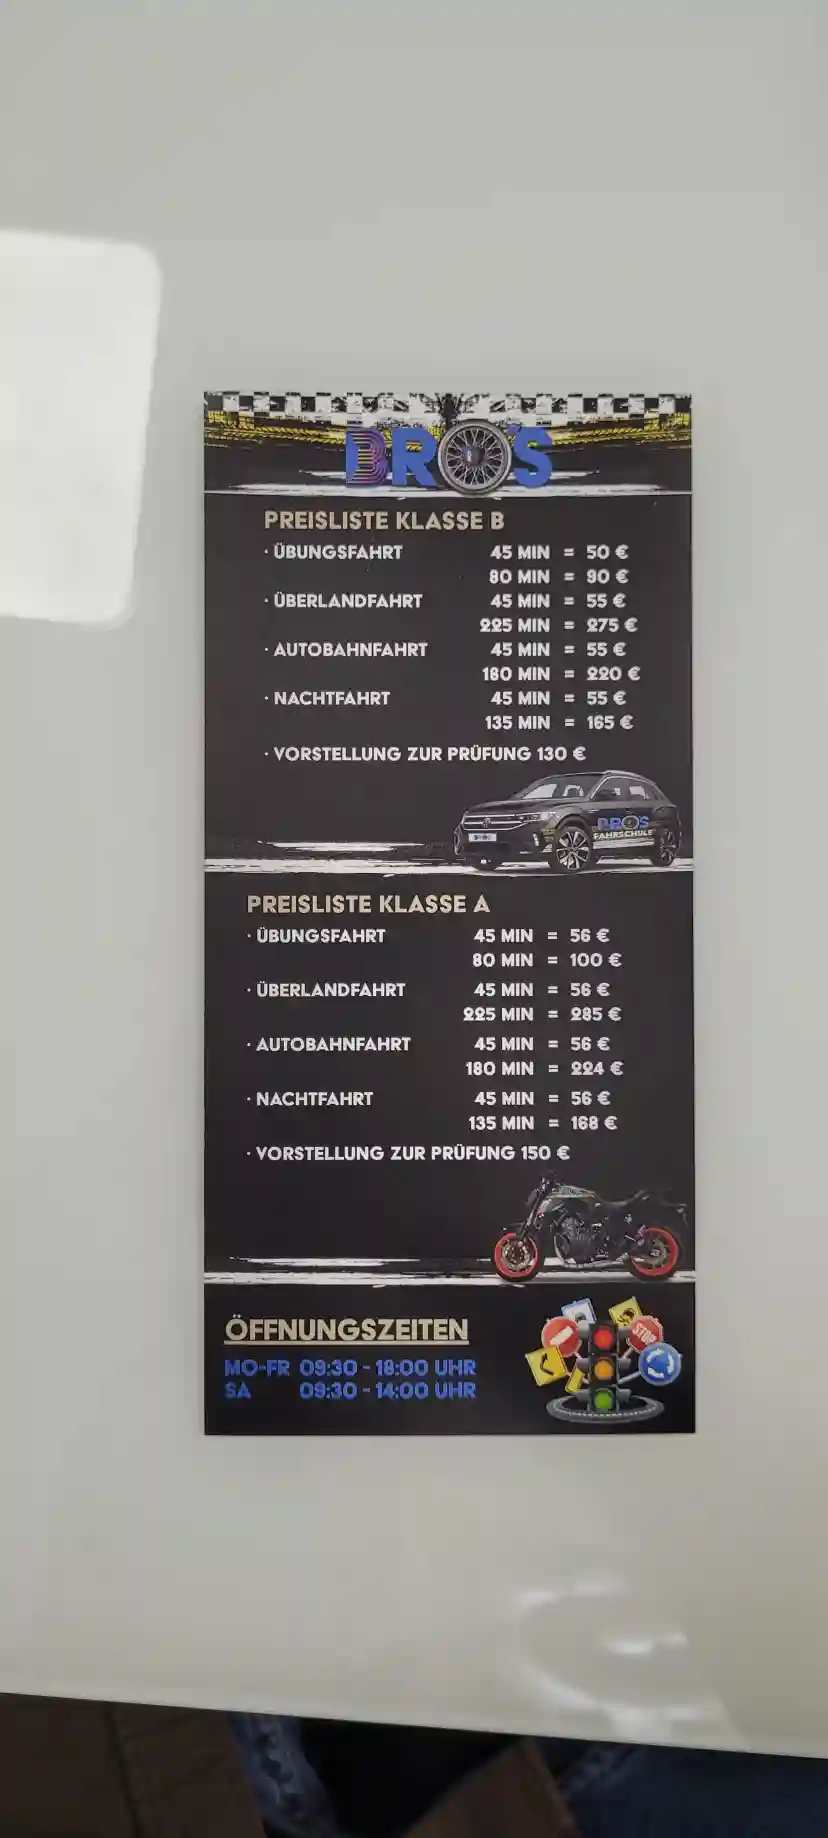 BRO'S
PREISLISTE KLASSE B
· ÜBUNGSFAHRT 45 MIN = 50 €
80 MIN = 90 €
· ÜBERLANDFAHRT 45 MIN = 55 €
225 MIN = 275 €
· AUTOBAHNFAHRT 45 MIN = 55 €
180 MIN = 220 €
· NACHTFAHRT 45 MIN = 55 €
135 MIN = 165 €
· VORSTELLUNG ZUR PRÜFUNG 130 €
BRO'S
FAHRSCHULE
PREISLISTE KLASSE A
· ÜBUNGSFAHRT 45 MIN = 56 €
80 MIN = 100 €
· ÜBERLANDFAHRT 45 MIN = 56 €
225 MIN = 285 €
· AUTOBAHNFAHRT 45 MIN = 56 €
180 MIN = 224 €
· NACHTFAHRT 45 MIN = 56 €
135 MIN = 168 €
· VORSTELLUNG ZUR PRÜFUNG 150 €
ÖFFNUNGSZEITEN
MO-FR 09:30 - 18:00 UHR
SA 09:30 - 14:00 UHR
STOP